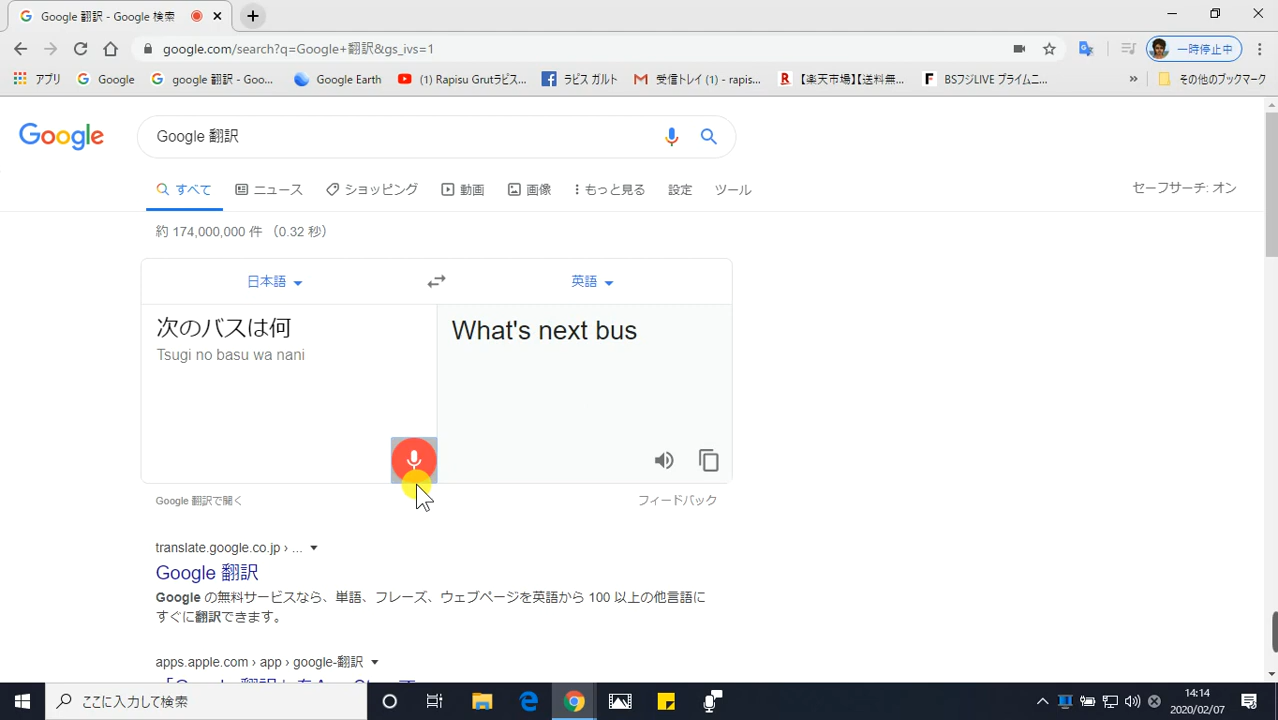 Google 翻訳 - Google 検索
google.com/search?q=Google+翻訳&gs_ivs=1
一時停止中
アプリ
Google
google 翻訳 - Goo...
Google Earth
(1) Rapisu Grutラピス...
ラピス ガルト
受信トレイ (1) - rapis...
【楽天市場】【送料無...
BSフジLIVE プライムニ...
»
その他のブックマーク
Google
Google 翻訳
すべて
ニュース
ショッピング
動画
画像
もっと見る
設定
ツール
セーフサーチ: オン
約 174,000,000 件 （0.32 秒）
日本語
英語
次のバスは何
Tsugi no basu wa nani
What's next bus
Google 翻訳で開く
フィードバック
translate.google.co.jp › ...
Google 翻訳
Google の無料サービスなら、単語、フレーズ、ウェブページを英語から 100 以上の他言語に
すぐに翻訳できます。
apps.apple.com › app › google-翻訳
ここに入力して検索
14:14
2020/02/07